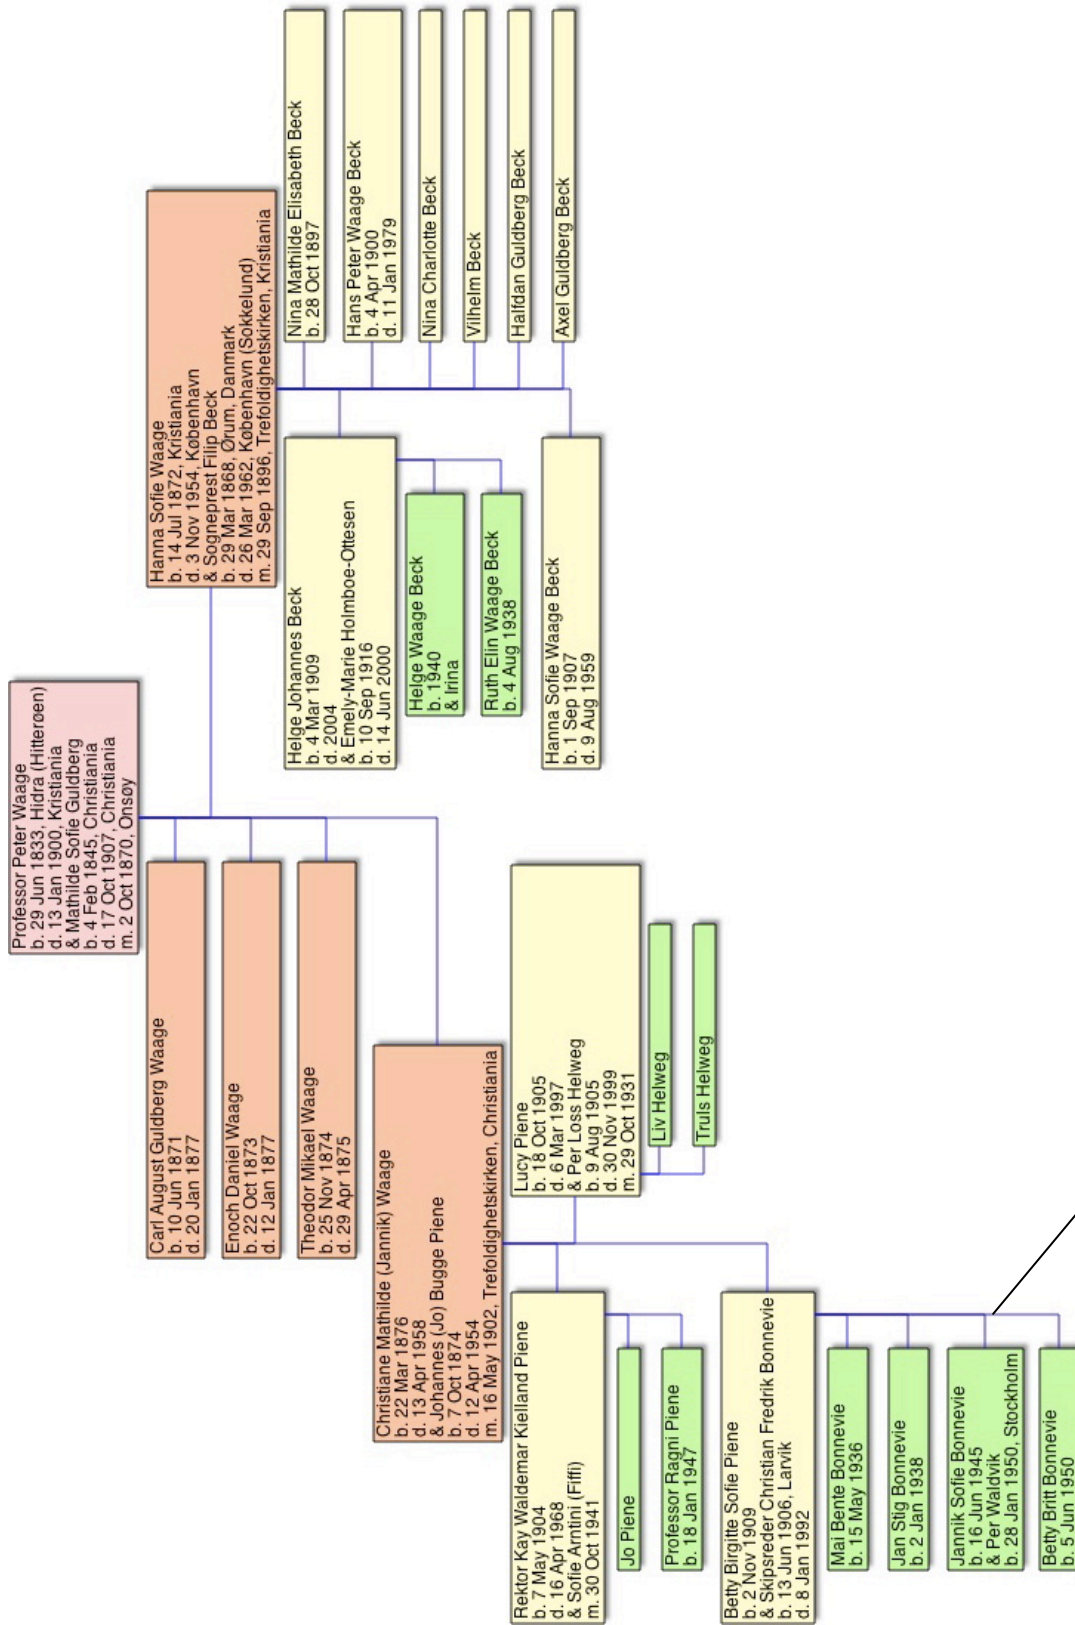 Professor Peter Waage
b. 29 Jun 1833, Hidra (Hitterøen)
d. 13 Jan 1900, Kristiania
& Mathilde Sofie Guldberg
b. 4 Feb 1845, Christiania
d. 17 Oct 1907, Christiania
m. 2 Oct 1870, Onsøy
Carl August Guldberg Waage
b. 10 Jun 1871
d. 20 Jan 1877
Enoch Daniel Waage
b. 22 Oct 1873
d. 12 Jan 1877
Theodor Mikael Waage
b. 25 Nov 1874
d. 29 Apr 1875
Christiane Mathilde (Jannik) Waage
b. 22 Mar 1876
d. 13 Apr 1958
& Johannes (Jo) Bugge Piene
b. 7 Oct 1874
d. 12 Apr 1954
m. 16 May 1902, Trefoldighetskirken, Christiania
Rektor Kay Waldemar Kielland Piene
b. 7 May 1904
d. 16 Apr 1968
& Sofie Arntini (Fiffi)
m. 30 Oct 1941
Jo Piene
Professor Ragni Piene
b. 18 Jan 1947
Lucy Piene
b. 18 Oct 1905
d. 6 Mar 1997
& Per Loss Helweg
b. 9 Aug 1905
d. 30 Nov 1999
m. 29 Oct 1931
Liv Helweg
Truls Helweg
Betty Birgitte Sofie Piene
b. 2 Nov 1909
& Skipsreder Christian Fredrik Bonnevie
b. 13 Jun 1906, Larvik
d. 8 Jan 1992
Mai Bente Bonnevie
b. 15 May 1936
Jan Stig Bonnevie
b. 2 Jan 1938
Jannik Sofie Bonnevie
b. 16 Jun 1945
& Per Waldvik
b. 28 Jan 1950, Stockholm
Betty Britt Bonnevie
b. 5 Jun 1950
Hanna Sofie Waage
b. 14 Jul 1872, Kristiania
d. 3 Nov 1954, København
& Sogneprest Filip Beck
b. 29 Mar 1868, Ørum, Danmark
d. 26 Mar 1962, København (Sokkelund)
m. 29 Sep 1896, Trefoldighetskirken, Kristiania
Nina Mathilde Elisabeth Beck
b. 28 Oct 1897
Helge Johannes Beck
b. 4 Mar 1909
d. 2004
& Emely-Marie Holmboe-Ottesen
b. 10 Sep 1916
d. 14 Jun 2000
Helge Waage Beck
b. 1940
& Irina
Ruth Elin Waage Beck
b. 4 Aug 1938
Hans Peter Waage Beck
b. 4 Apr 1900
d. 11 Jan 1979
Nina Charlotte Beck
Vilhelm Beck
Halfdan Guldberg Beck
Axel Guldberg Beck
Hanna Sofie Waage Beck
b. 1 Sep 1907
d. 9 Aug 1959